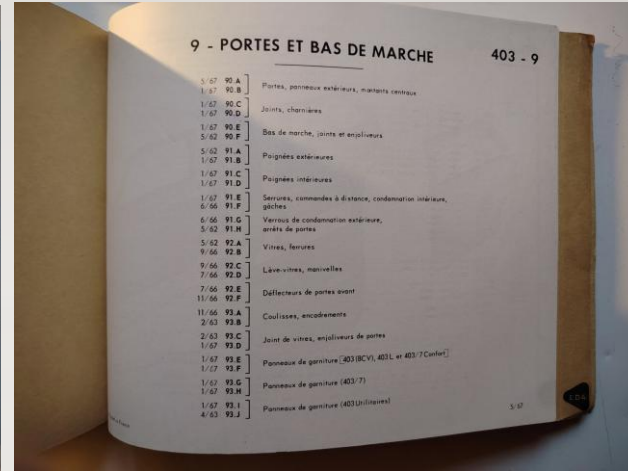 9 - PORTES ET BAS DE MARCHE 403 - 9
5/67 90.A
1/67 90.B
Portes, panneaux extérieurs, montants centraux
1/67 90.C
1/67 90.D
Joints, charnières
1/67 90.E
5/62 90.F
Bas de marche, joints et enjoliveurs
5/62 91.A
1/67 91.B
Poignées extérieures
1/67 91.C
1/67 91.D
Poignées intérieures
1/67 91.E
6/66 91.F
Serrures, commandes à distance, condamnation intérieure,
gâches
6/66 91.G
5/62 91.H
Verrous de condamnation extérieure,
arrêts de portes
5/62 92.A
9/66 92.B
Vitres, ferrures
9/66 92.C
7/66 92.D
Lève-vitres, manivelles
7/66 92.E
11/66 92.F
Déflecteurs de portes avant
11/66 93.A
2/63 93.B
Coulisses, encadrements
2/63 93.C
1/67 93.D
Joint de vitres, enjoliveurs de portes
1/67 93.E
93.F
Panneaux de garniture [403 (BCV), 403 L et 403/7 Confort]
1/67 93.G
1/67 93.H
Panneaux de garniture (403/7)
1/67 93.I
4/63 93.J
Panneaux de garniture (403 Utilitaires)
5/67